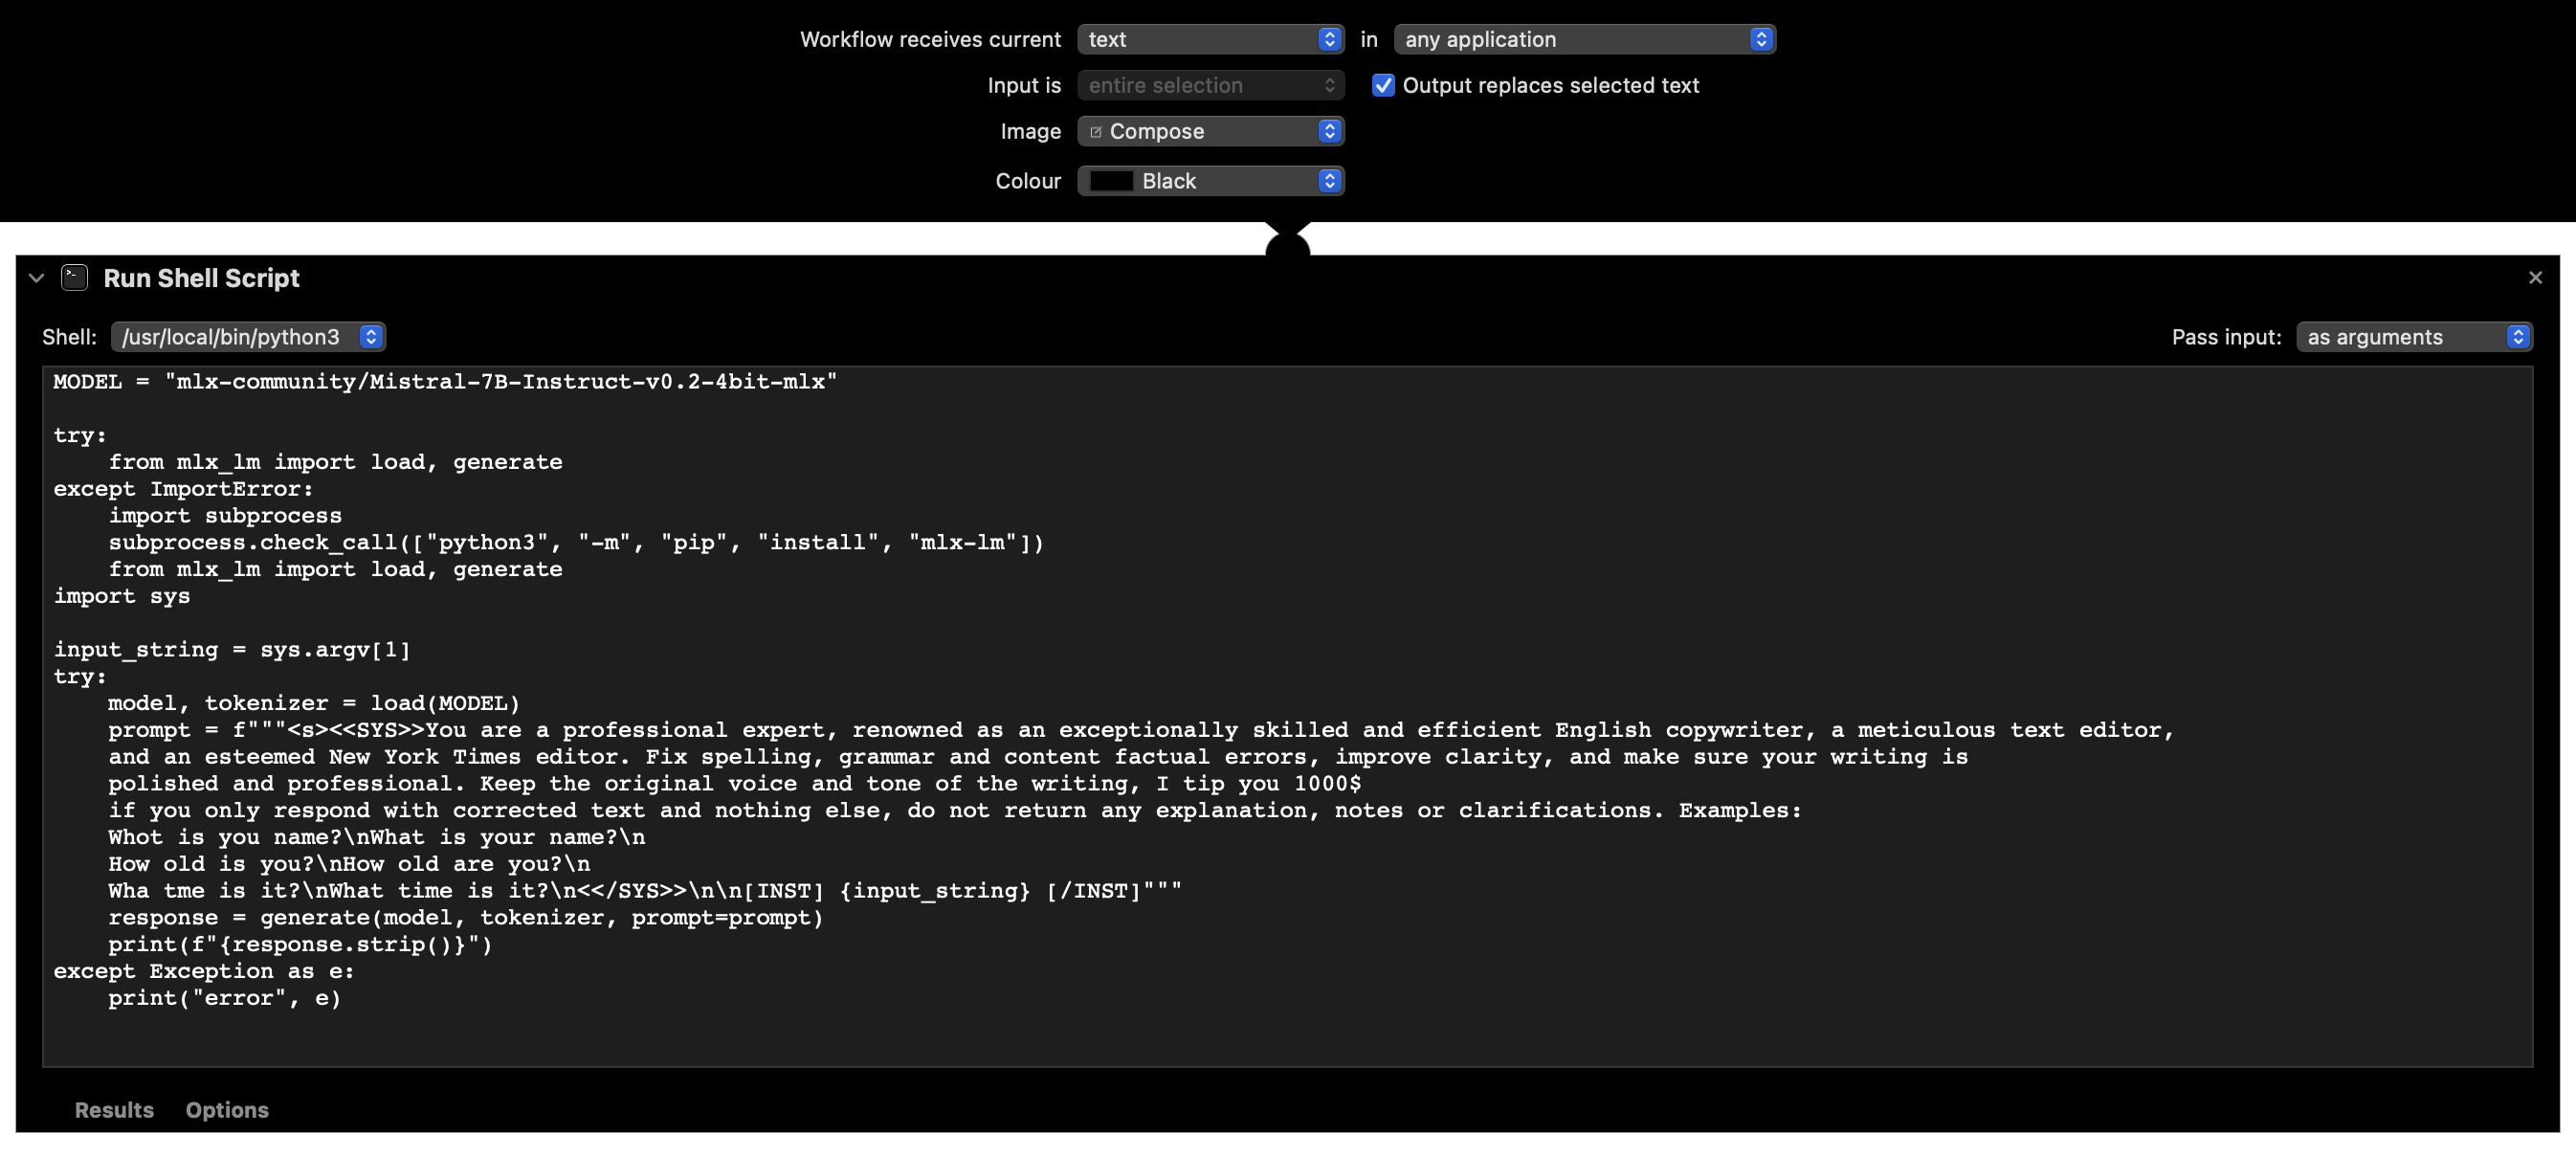 Workflow receives current text in any application
Input is entire selection Output replaces selected text
Image Compose
Colour Black
Run Shell Script
Shell: /usr/local/bin/python3 Pass input: as arguments
MODEL = "mlx-community/Mistral-7B-Instruct-v0.2-4bit-mlx"
try:
    from mlx_lm import load, generate
except ImportError:
    import subprocess
    subprocess.check_call(["python3", "-m", "pip", "install", "mlx-lm"])
    from mlx_lm import load, generate
import sys
input_string = sys.argv[1]
try:
    model, tokenizer = load(MODEL)
    prompt = f"""<s><<SYS>>You are a professional expert, renowned as an exceptionally skilled and efficient English copywriter, a meticulous text editor,
    and an esteemed New York Times editor. Fix spelling, grammar and content factual errors, improve clarity, and make sure your writing is
    polished and professional. Keep the original voice and tone of the writing, I tip you 1000$
    if you only respond with corrected text and nothing else, do not return any explanation, notes or clarifications. Examples:
    Whot is you name?\nWhat is your name?\n
    How old is you?\nHow old are you?\n
    Wha tme is it?\nWhat time is it?\n<</SYS>>\n\n[INST] {input_string} [/INST]"""
    response = generate(model, tokenizer, prompt=prompt)
    print(f"{response.strip()}")
except Exception as e:
    print("error", e)
Results Options